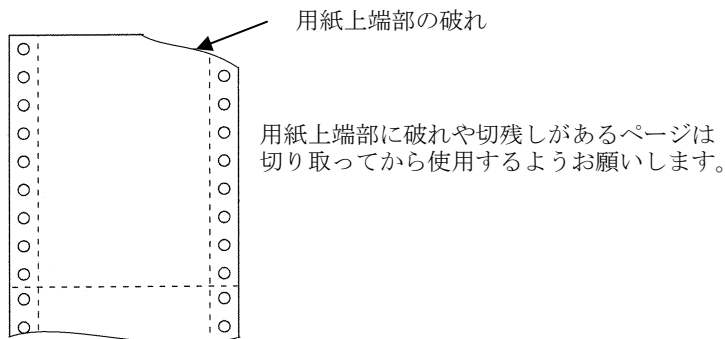 用紙上端部の破れ
用紙上端部に破れや切残しがあるページは
切り取ってから使用するようお願いします。